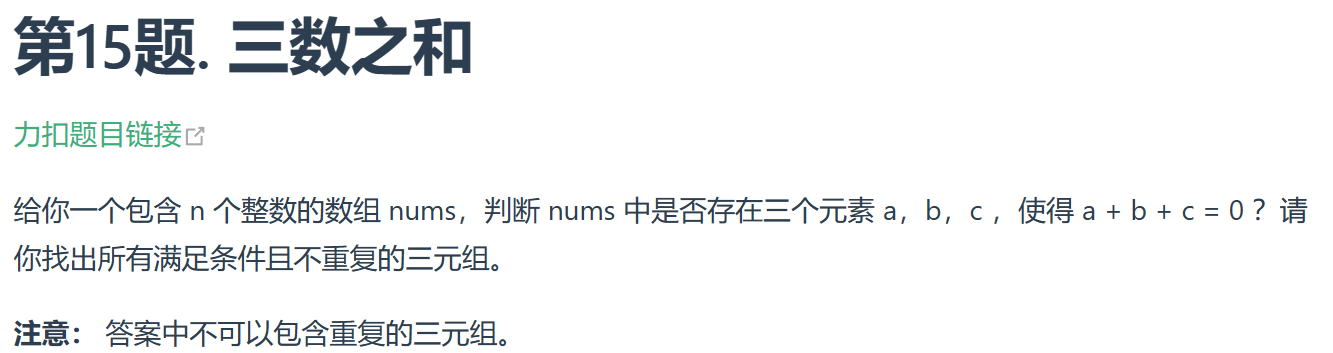 第15题. 三数之和
力扣题目链接
给你一个包含 n 个整数的数组 nums，判断 nums 中是否存在三个元素 a，b，c ，使得 a + b + c = 0 ？请
你找出所有满足条件且不重复的三元组。
注意： 答案中不可以包含重复的三元组。